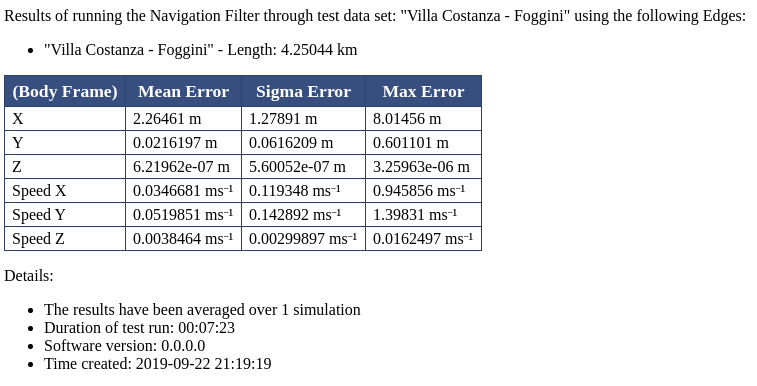 Results of running the Navigation Filter through test data set: "Villa Costanza - Foggini" using the following Edges:
• "Villa Costanza - Foggini" - Length: 4.25044 km
(Body Frame) Mean Error Sigma Error Max Error
X 2.26461 m 1.27891 m 8.01456 m
Y 0.0216197 m 0.0616209 m 0.601101 m
Z 6.21962e-07 m 5.60052e-07 m 3.25963e-06 m
Speed X 0.0346681 ms⁻¹ 0.119348 ms⁻¹ 0.945856 ms⁻¹
Speed Y 0.0519851 ms⁻¹ 0.142892 ms⁻¹ 1.39831 ms⁻¹
Speed Z 0.0038464 ms⁻¹ 0.00299897 ms⁻¹ 0.0162497 ms⁻¹
Details:
• The results have been averaged over 1 simulation
• Duration of test run: 00:07:23
• Software version: 0.0.0.0
• Time created: 2019-09-22 21:19:19